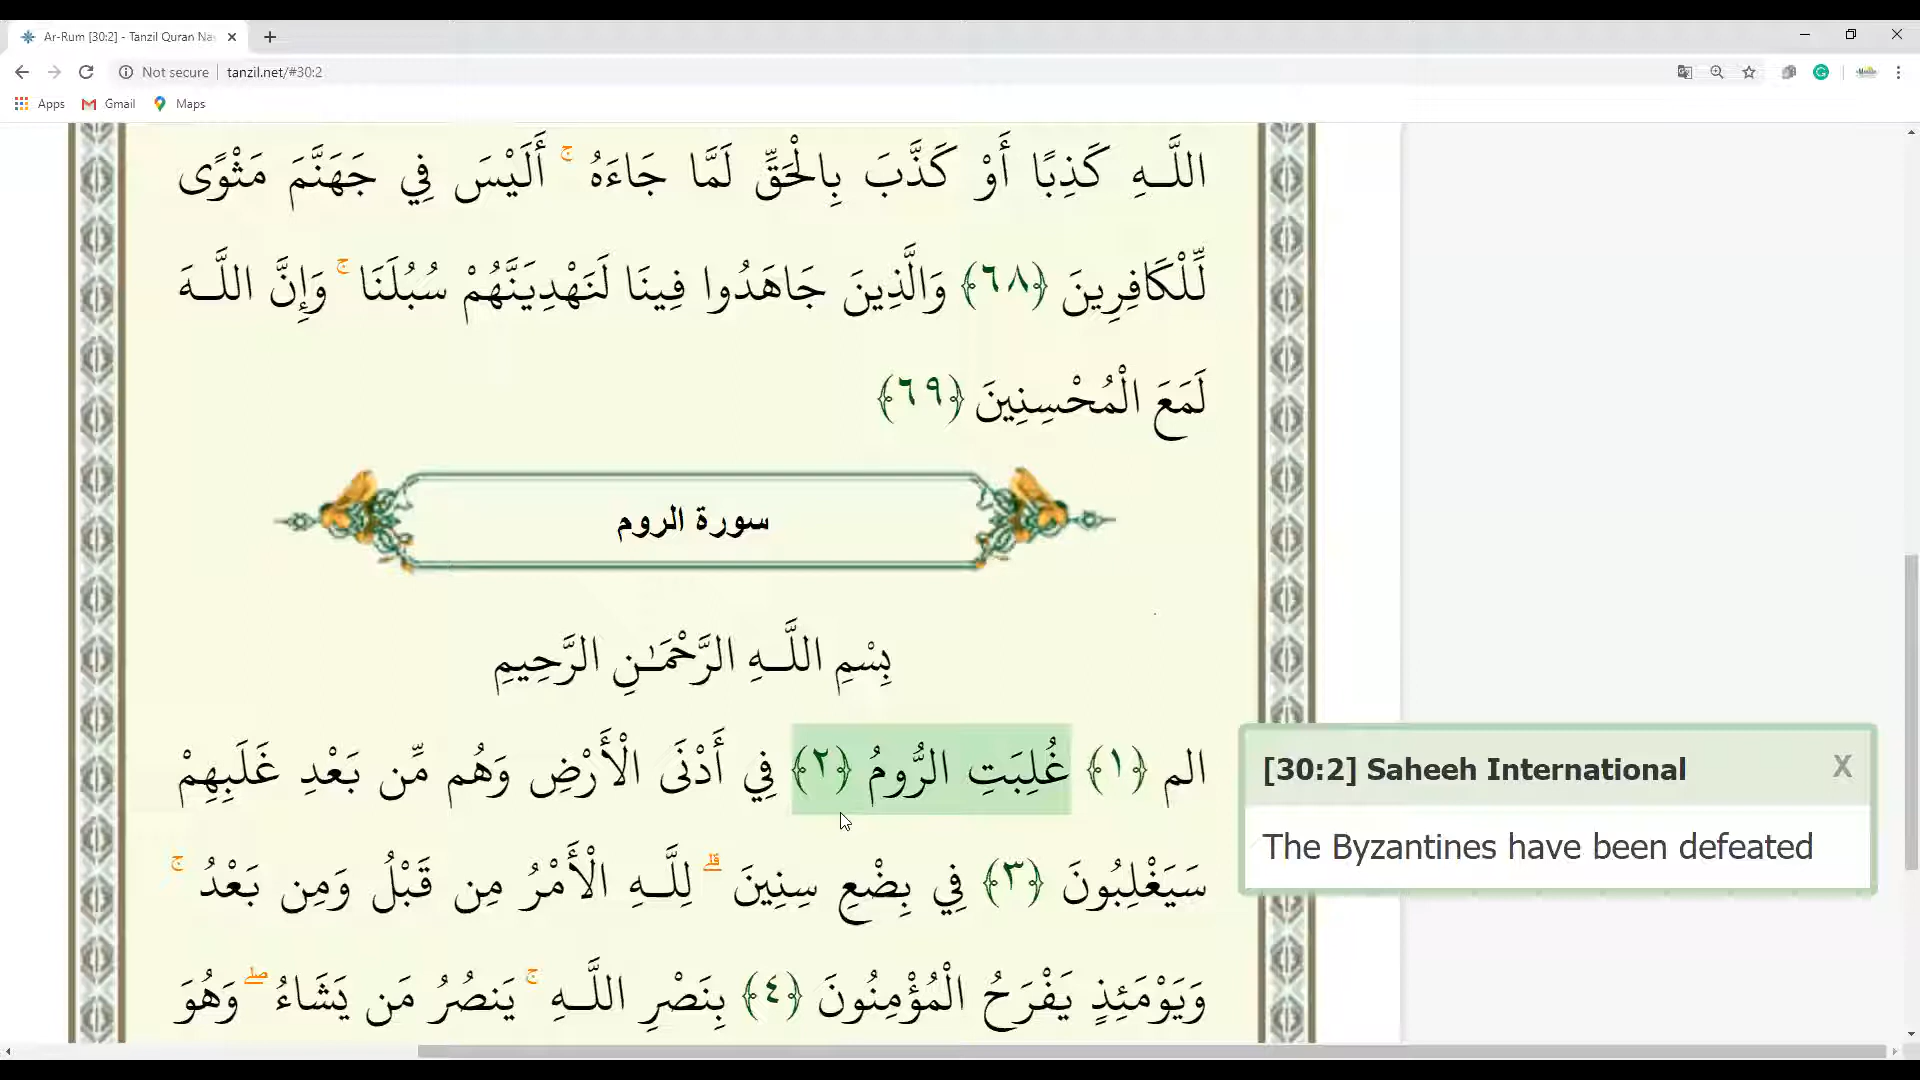 Ar-Rum [30:2] - Tanzil Quran Na
Not secure | tanzil.net/#30:2
Apps Gmail Maps
اللَّـهِ كَذِبًا أَوْ كَذَّبَ بِالْحَقِّ لَمَّا جَاءَهُ ۚ أَلَيْسَ فِي جَهَنَّمَ مَثْوًى
لِّلْكَافِرِينَ ﴿٦٨﴾ وَالَّذِينَ جَاهَدُوا فِينَا لَنَهْدِيَنَّهُمْ سُبُلَنَا ۚ وَإِنَّ اللَّـهَ
لَمَعَ الْمُحْسِنِينَ ﴿٦٩﴾
سورة الروم
بِسْمِ اللَّـهِ الرَّحْمَـٰنِ الرَّحِيمِ
الم ﴿١﴾ غُلِبَتِ الرُّومُ ﴿٢﴾ فِي أَدْنَى الْأَرْضِ وَهُم مِّن بَعْدِ غَلَبِهِمْ
سَيَغْلِبُونَ ﴿٣﴾ فِي بِضْعِ سِنِينَ ۗ لِلَّـهِ الْأَمْرُ مِن قَبْلُ وَمِن بَعْدُ ۚ
وَيَوْمَئِذٍ يَفْرَحُ الْمُؤْمِنُونَ ﴿٤﴾ بِنَصْرِ اللَّـهِ ۚ يَنصُرُ مَن يَشَاءُ ۖ وَهُوَ
[30:2] Saheeh International X
The Byzantines have been defeated